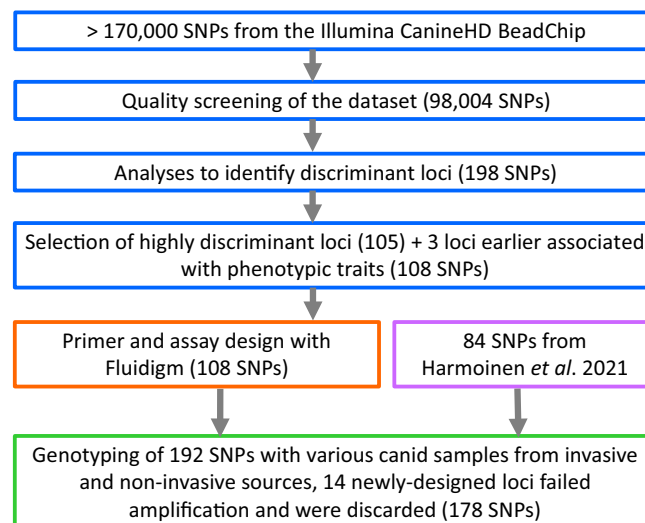 > 170,000 SNPs from the Illumina CanineHD BeadChip
Quality screening of the dataset (98,004 SNPs)
Analyses to identify discriminant loci (198 SNPs)
Selection of highly discriminant loci (105) + 3 loci earlier associated
with phenotypic traits (108 SNPs)
Primer and assay design with
Fluidigm (108 SNPs)
84 SNPs from
Harmoinen et al. 2021
Genotyping of 192 SNPs with various canid samples from invasive
and non-invasive sources, 14 newly-designed loci failed
amplification and were discarded (178 SNPs)